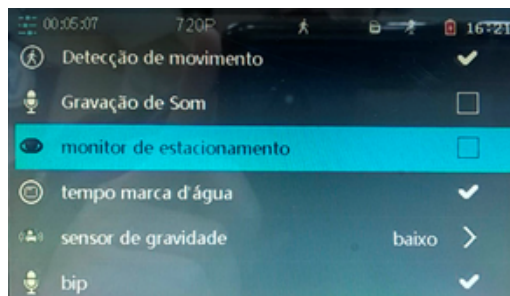 00:05:07 720P 16:21
Detecção de movimento
Gravação de Som
monitor de estacionamento
tempo marca d'água
sensor de gravidade baixo
bip